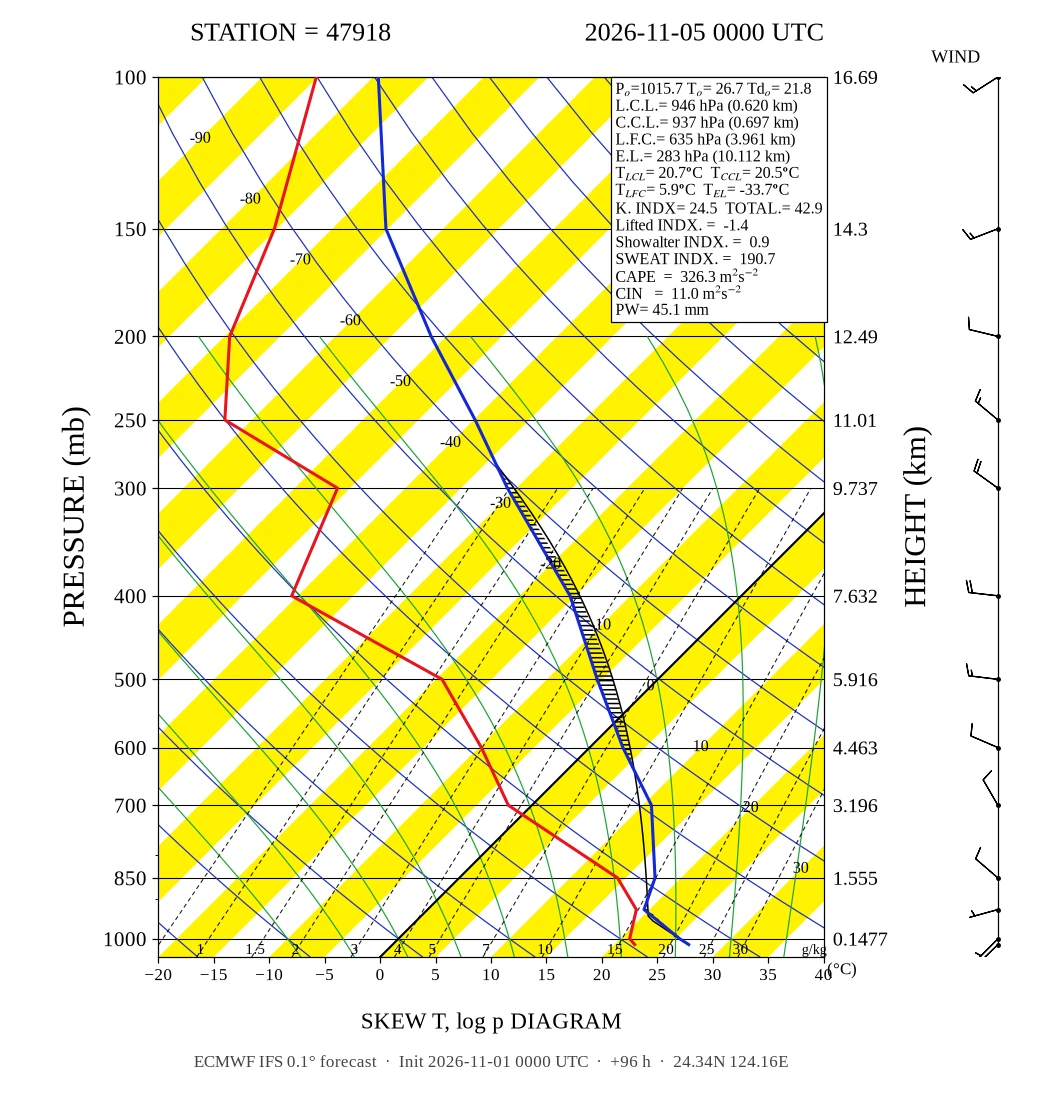 STATION = 47918 2026-11-05 0000 UTC
WIND
100 16.69
Pₒ=1015.7 Tₒ= 26.7 Tdₒ= 21.8
L.C.L.= 946 hPa (0.620 km)
C.C.L.= 937 hPa (0.697 km)
L.F.C.= 635 hPa (3.961 km)
E.L.= 283 hPa (10.112 km)
T_LCL= 20.7°C T_CCL= 20.5°C
T_LFC= 5.9°C T_EL= -33.7°C
K. INDX= 24.5 TOTAL.= 42.9
Lifted INDX. = -1.4
Showalter INDX. = 0.9
SWEAT INDX. = 190.7
CAPE = 326.3 m²s⁻²
CIN = 11.0 m²s⁻²
PW= 45.1 mm
-90
-80
150 14.3
-70
-60
200 12.49
-50
250 11.01
-40
300 9.737
-30
-20
400 7.632
-10
500 5.916
0
600 4.463
10
700 3.196
20
850 1.555
30
1000 0.1477
1 1.5 2 3 4 5 7 10 15 20 25 30 g/kg
−20 −15 −10 −5 0 5 10 15 20 25 30 35 40 (°C)
PRESSURE (mb)
HEIGHT (km)
SKEW T, log p DIAGRAM
ECMWF IFS 0.1° forecast · Init 2026-11-01 0000 UTC · +96 h · 24.34N 124.16E